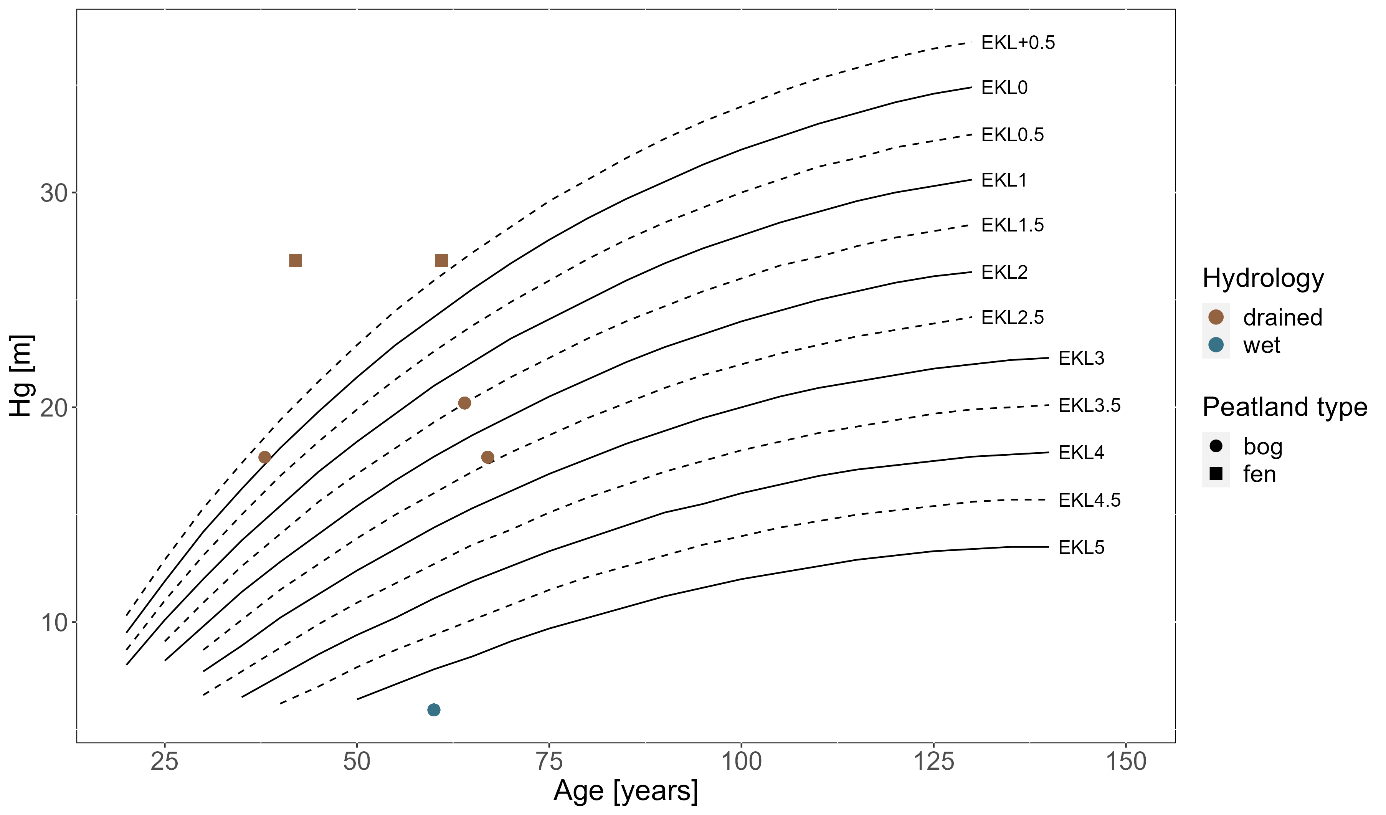 EKL+0.5
EKL0
EKL0.5
EKL1
EKL1.5
EKL2
EKL2.5
EKL3
EKL3.5
EKL4
EKL4.5
EKL5
30
20
10
Hg [m]
25 50 75 100 125 150
Age [years]
Hydrology
drained
wet
Peatland type
bog
fen